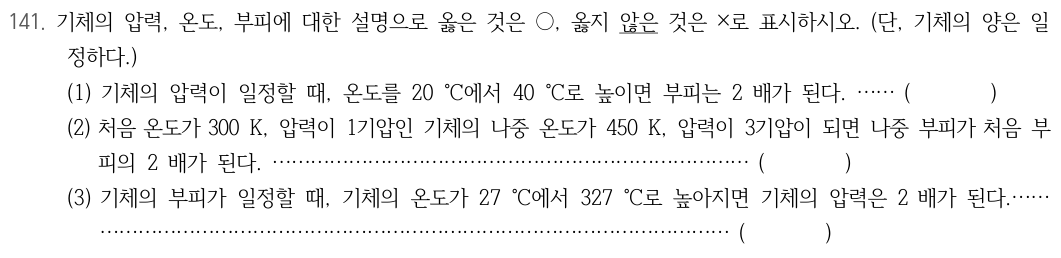 141. 기체의 압력, 온도, 부피에 대한 설명으로 옳은 것은 ○, 옳지 않은 것은 ×로 표시하시오. (단, 기체의 양은 일
정하다.)
(1) 기체의 압력이 일정할 때, 온도를 20 ℃에서 40 ℃로 높이면 부피는 2 배가 된다. …… (          )
(2) 처음 온도가 300 K, 압력이 1기압인 기체의 나중 온도가 450 K, 압력이 3기압이 되면 나중 부피가 처음 부
피의 2 배가 된다. ………………………………………………………………… (          )
(3) 기체의 부피가 일정할 때, 기체의 온도가 27 ℃에서 327 ℃로 높아지면 기체의 압력은 2 배가 된다.……
……………………………………………………………………………………… (          )